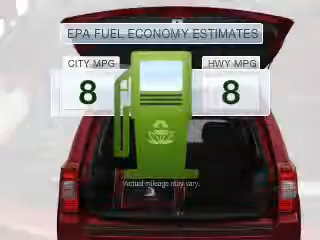 EPA FUEL ECONOMY ESTIMATES
CITY MPG HWY MPG
8 8
Actual mileage may vary.